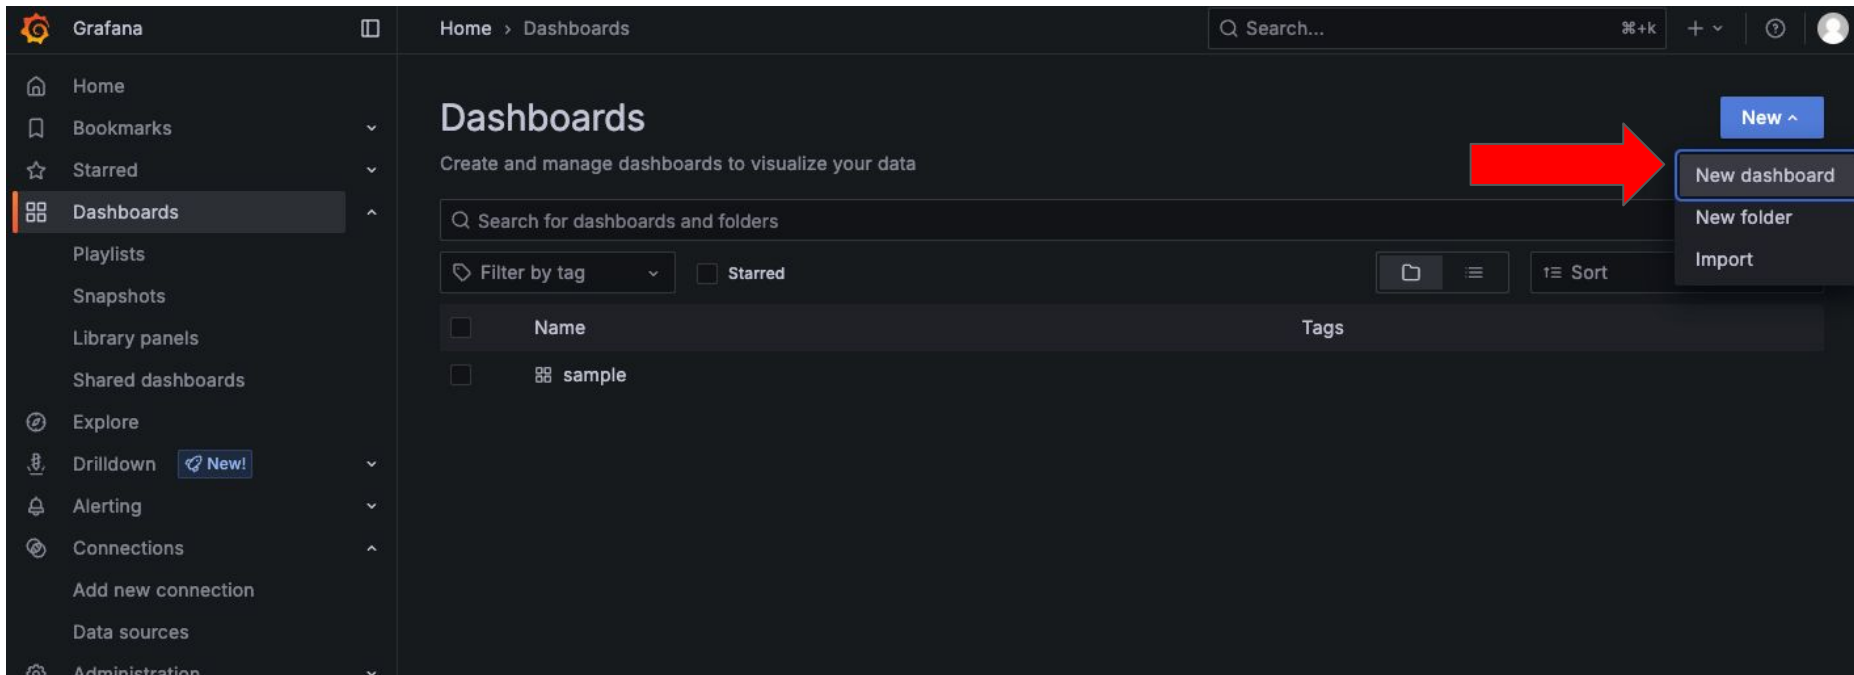 Grafana
Home › Dashboards
Search...
⌘+k
Home
Bookmarks
Starred
Dashboards
Playlists
Snapshots
Library panels
Shared dashboards
Explore
Drilldown New!
Alerting
Connections
Add new connection
Data sources
Administration
Dashboards
Create and manage dashboards to visualize your data
New
New dashboard
New folder
Import
Search for dashboards and folders
Filter by tag
Starred
Sort
Name Tags
sample